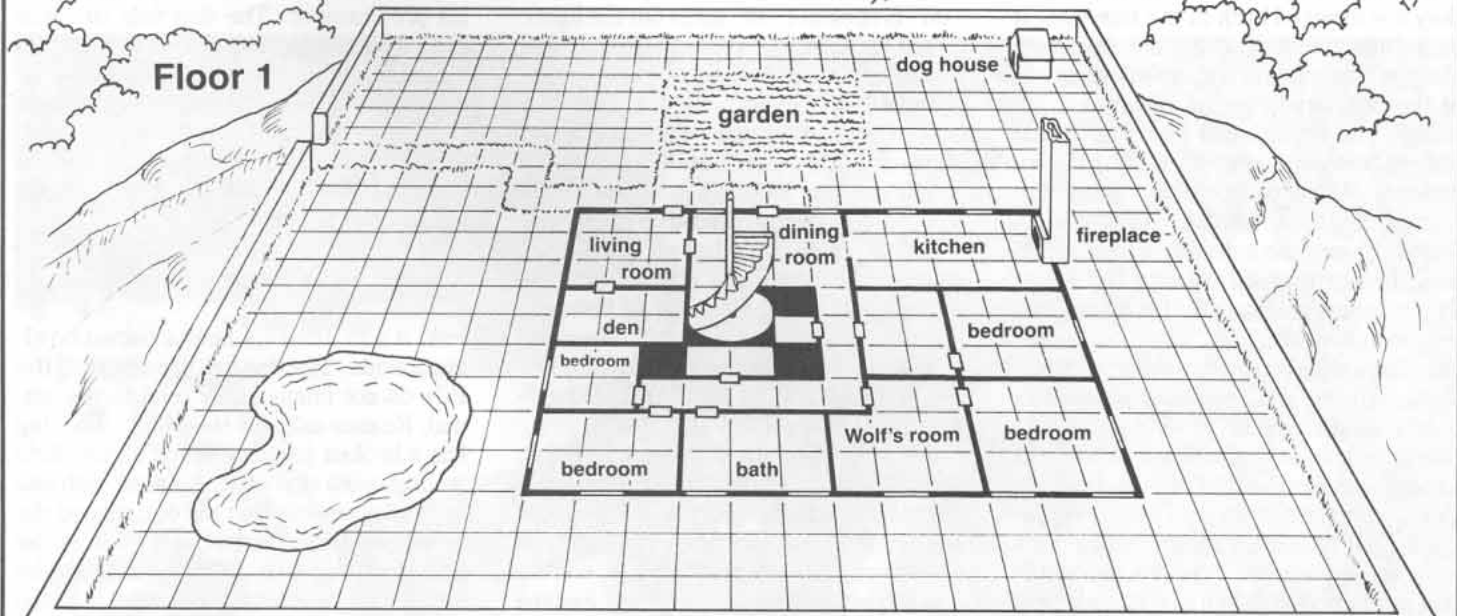 Floor 1
dog house
garden
living
room
dining
room
kitchen
fireplace
den
bedroom
bedroom
bedroom
bath
Wolf's room
bedroom